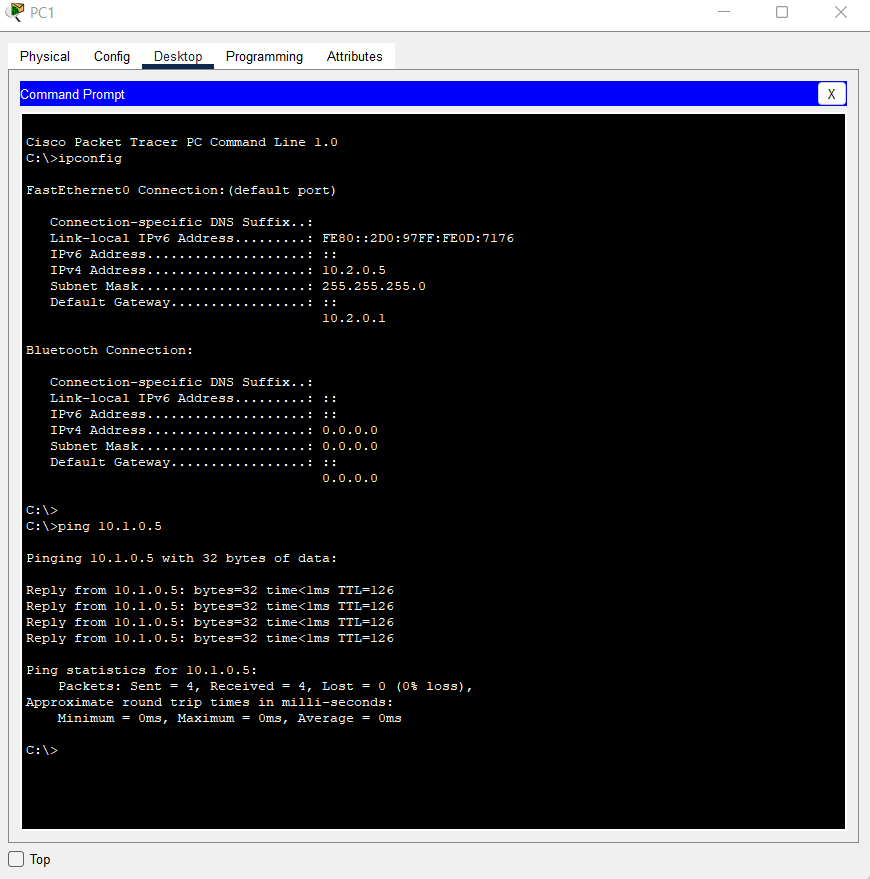 PC1
Physical Config Desktop Programming Attributes
Command Prompt X
Cisco Packet Tracer PC Command Line 1.0
C:\>ipconfig
FastEthernet0 Connection:(default port)
Connection-specific DNS Suffix..:
Link-local IPv6 Address.........: FE80::2D0:97FF:FE0D:7176
IPv6 Address....................: ::
IPv4 Address....................: 10.2.0.5
Subnet Mask.....................: 255.255.255.0
Default Gateway.................: ::
10.2.0.1
Bluetooth Connection:
Connection-specific DNS Suffix..:
Link-local IPv6 Address.........: ::
IPv6 Address....................: ::
IPv4 Address....................: 0.0.0.0
Subnet Mask.....................: 0.0.0.0
Default Gateway.................: ::
0.0.0.0
C:\>
C:\>ping 10.1.0.5
Pinging 10.1.0.5 with 32 bytes of data:
Reply from 10.1.0.5: bytes=32 time<1ms TTL=126
Reply from 10.1.0.5: bytes=32 time<1ms TTL=126
Reply from 10.1.0.5: bytes=32 time<1ms TTL=126
Reply from 10.1.0.5: bytes=32 time<1ms TTL=126
Ping statistics for 10.1.0.5:
Packets: Sent = 4, Received = 4, Lost = 0 (0% loss),
Approximate round trip times in milli-seconds:
Minimum = 0ms, Maximum = 0ms, Average = 0ms
C:\>
Top